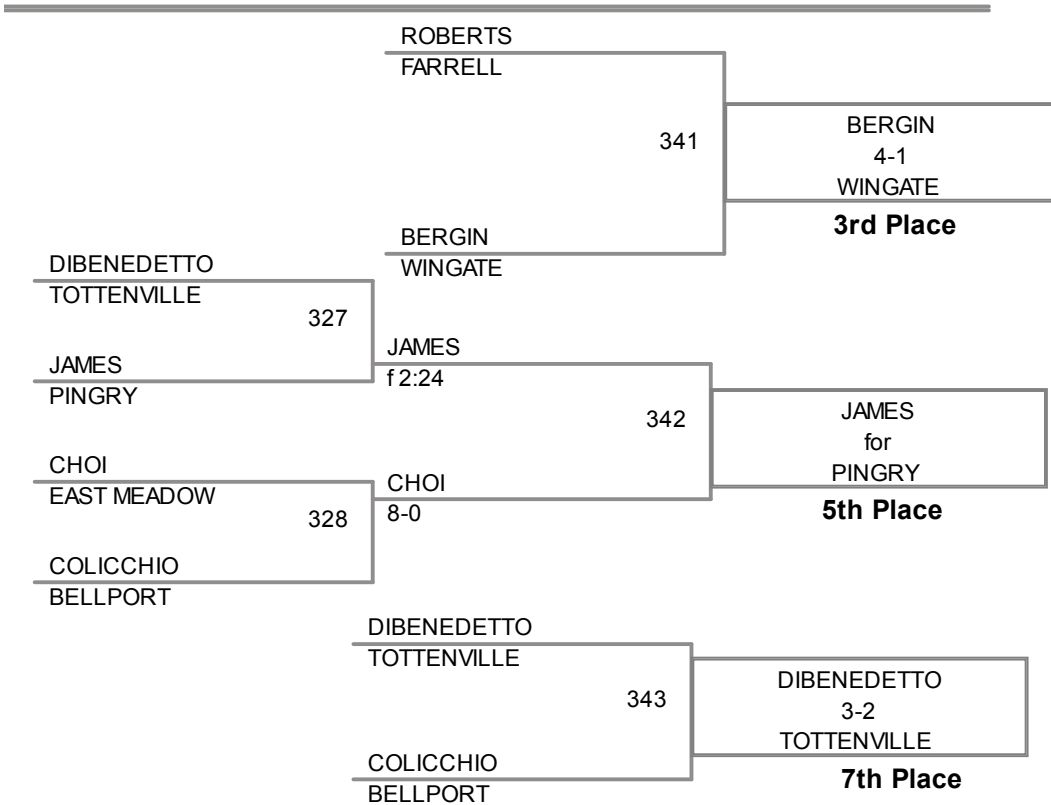 ROBERTS
FARRELL
341
BERGIN
4-1
WINGATE
3rd Place
BERGIN
WINGATE
DIBENEDETTO
TOTTENVILLE
327
JAMES
PINGRY
JAMES
f 2:24
342
JAMES
for
PINGRY
5th Place
CHOI
EAST MEADOW
328
CHOI
8-0
COLICCHIO
BELLPORT
DIBENEDETTO
TOTTENVILLE
343
DIBENEDETTO
3-2
TOTTENVILLE
7th Place
COLICCHIO
BELLPORT